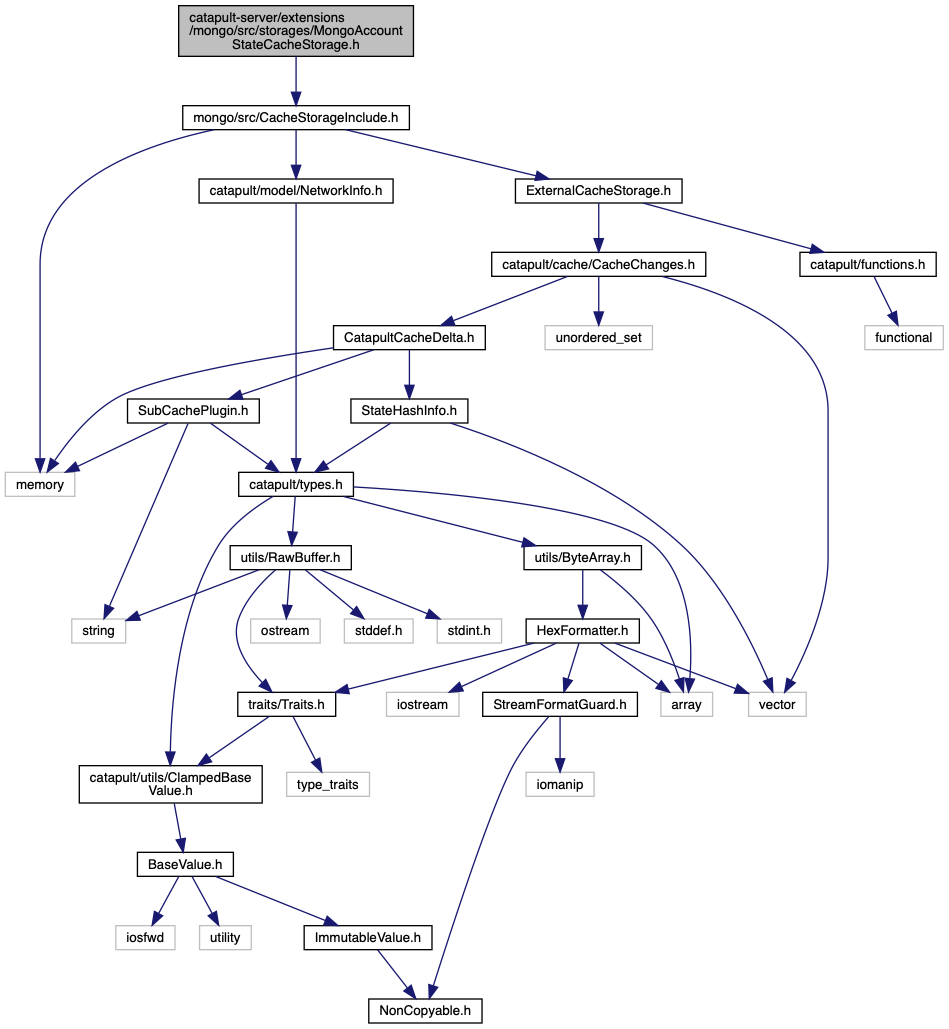 catapult-server/extensions
/mongo/src/storages/MongoAccount
StateCacheStorage.h
mongo/src/CacheStorageInclude.h
catapult/model/NetworkInfo.h
ExternalCacheStorage.h
catapult/cache/CacheChanges.h
catapult/functions.h
CatapultCacheDelta.h
unordered_set
functional
SubCachePlugin.h
StateHashInfo.h
memory
catapult/types.h
utils/RawBuffer.h
utils/ByteArray.h
string
ostream
stddef.h
stdint.h
HexFormatter.h
traits/Traits.h
iostream
StreamFormatGuard.h
array
vector
catapult/utils/ClampedBase
Value.h
type_traits
iomanip
BaseValue.h
iosfwd
utility
ImmutableValue.h
NonCopyable.h